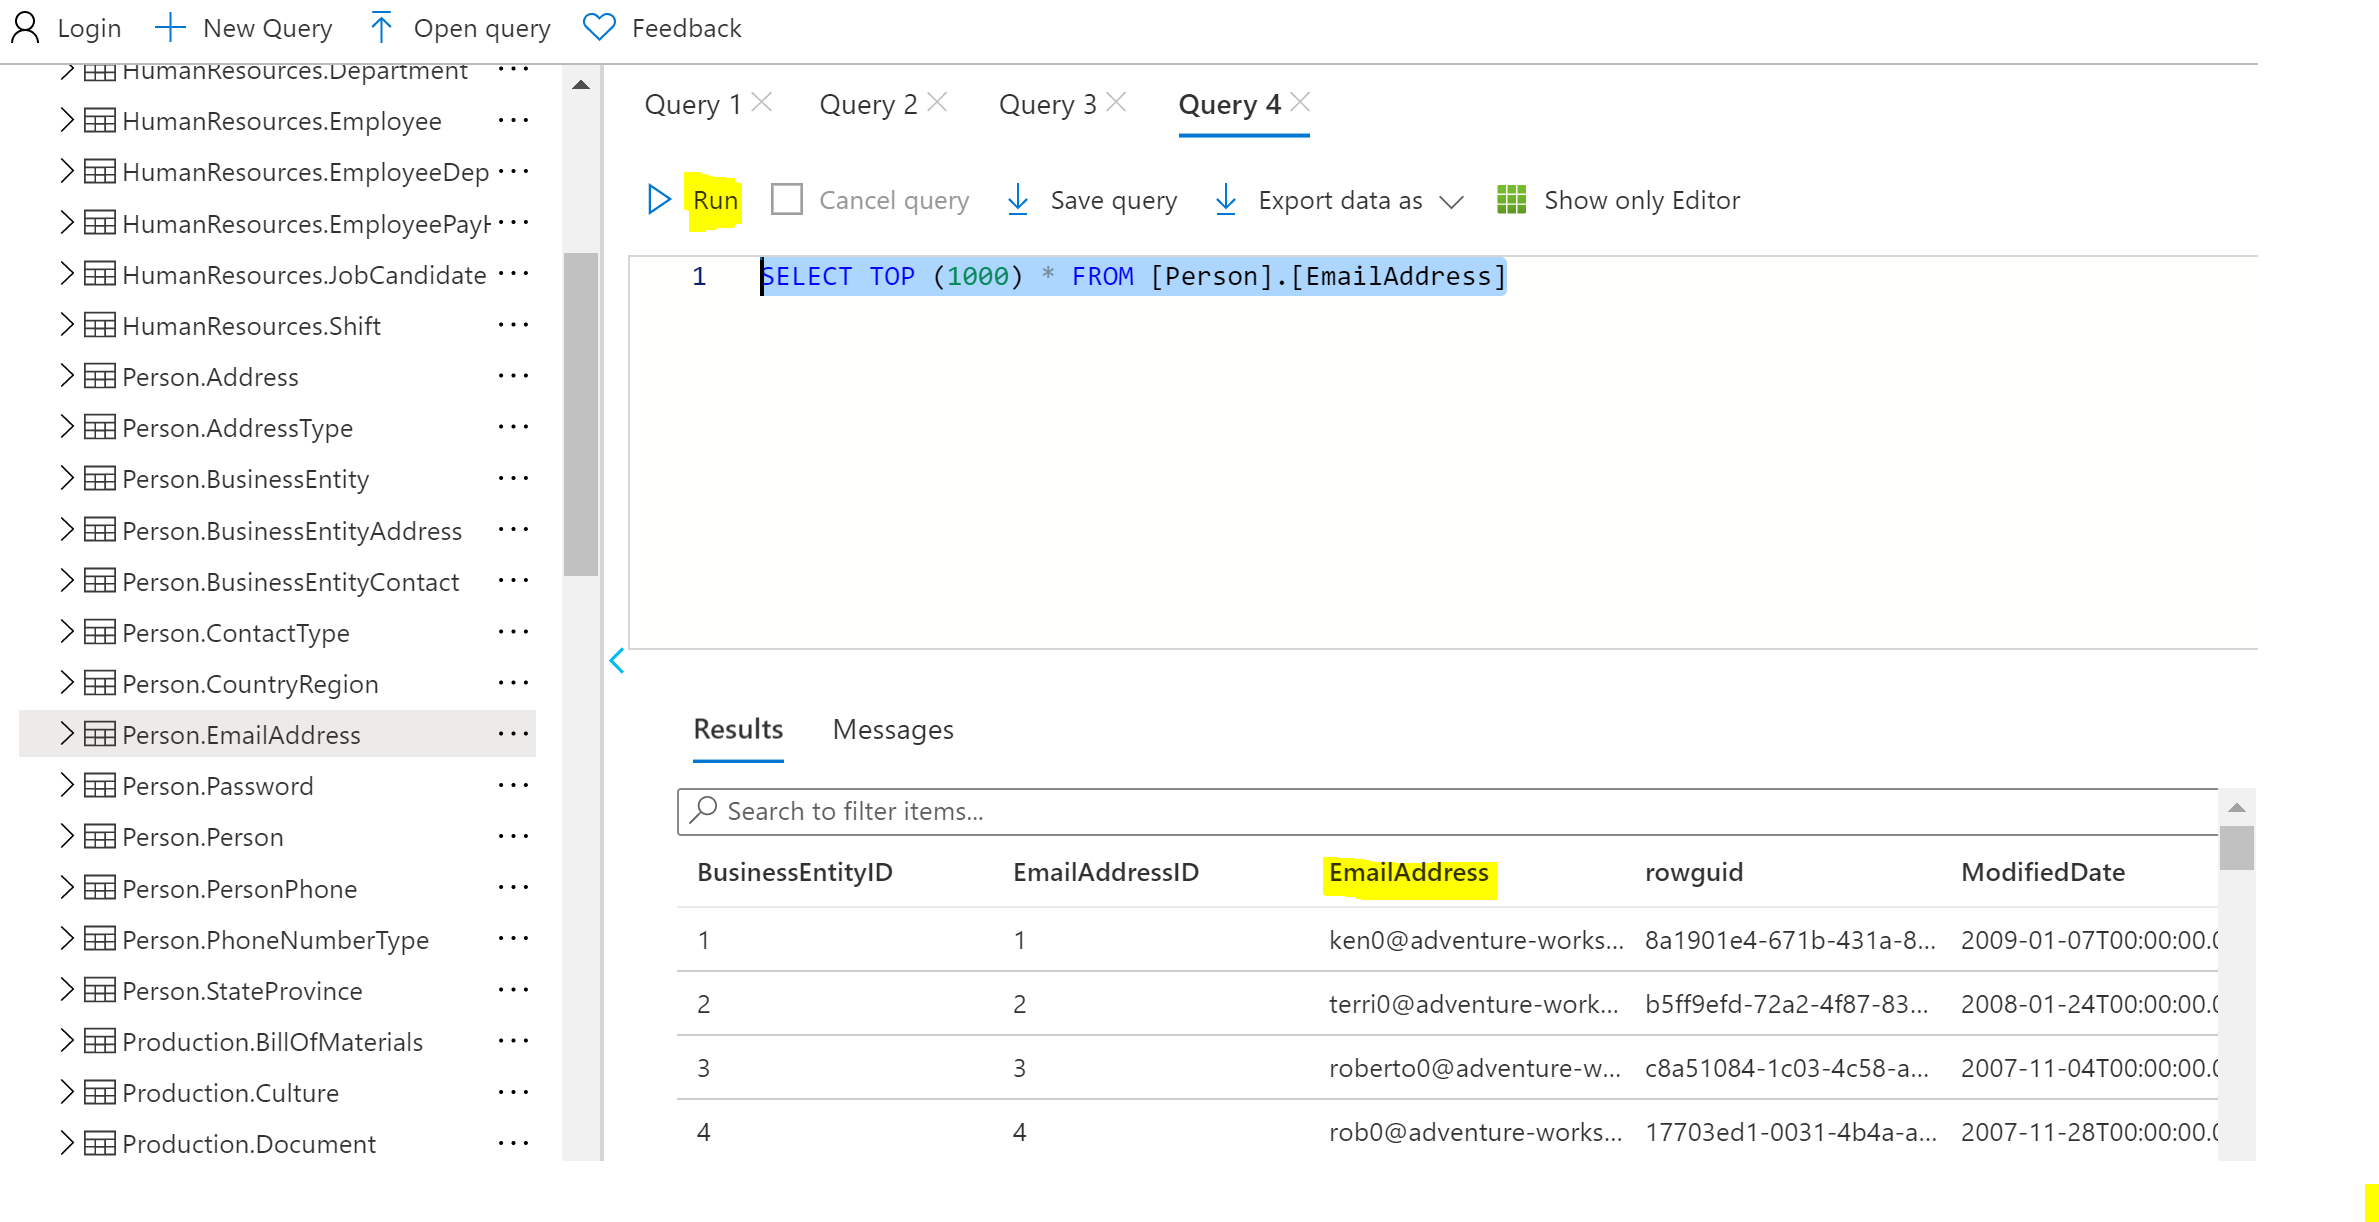 Login New Query Open query Feedback
HumanResources.Department ...
HumanResources.Employee ...
HumanResources.EmployeeDep ...
HumanResources.EmployeePayH ...
HumanResources.JobCandidate ...
HumanResources.Shift ...
Person.Address ...
Person.AddressType ...
Person.BusinessEntity ...
Person.BusinessEntityAddress ...
Person.BusinessEntityContact ...
Person.ContactType ...
Person.CountryRegion ...
Person.EmailAddress ...
Person.Password ...
Person.Person ...
Person.PersonPhone ...
Person.PhoneNumberType ...
Person.StateProvince ...
Production.BillOfMaterials ...
Production.Culture ...
Production.Document ...
Query 1 Query 2 Query 3 Query 4
Run Cancel query Save query Export data as Show only Editor
1 SELECT TOP (1000) * FROM [Person].[EmailAddress]
Results Messages
Search to filter items...
BusinessEntityID EmailAddressID EmailAddress rowguid ModifiedDate
1 1 ken0@adventure-works... 8a1901e4-671b-431a-8... 2009-01-07T00:00:00.0
2 2 terri0@adventure-work... b5ff9efd-72a2-4f87-83... 2008-01-24T00:00:00.0
3 3 roberto0@adventure-w... c8a51084-1c03-4c58-a... 2007-11-04T00:00:00.0
4 4 rob0@adventure-works... 17703ed1-0031-4b4a-a... 2007-11-28T00:00:00.0